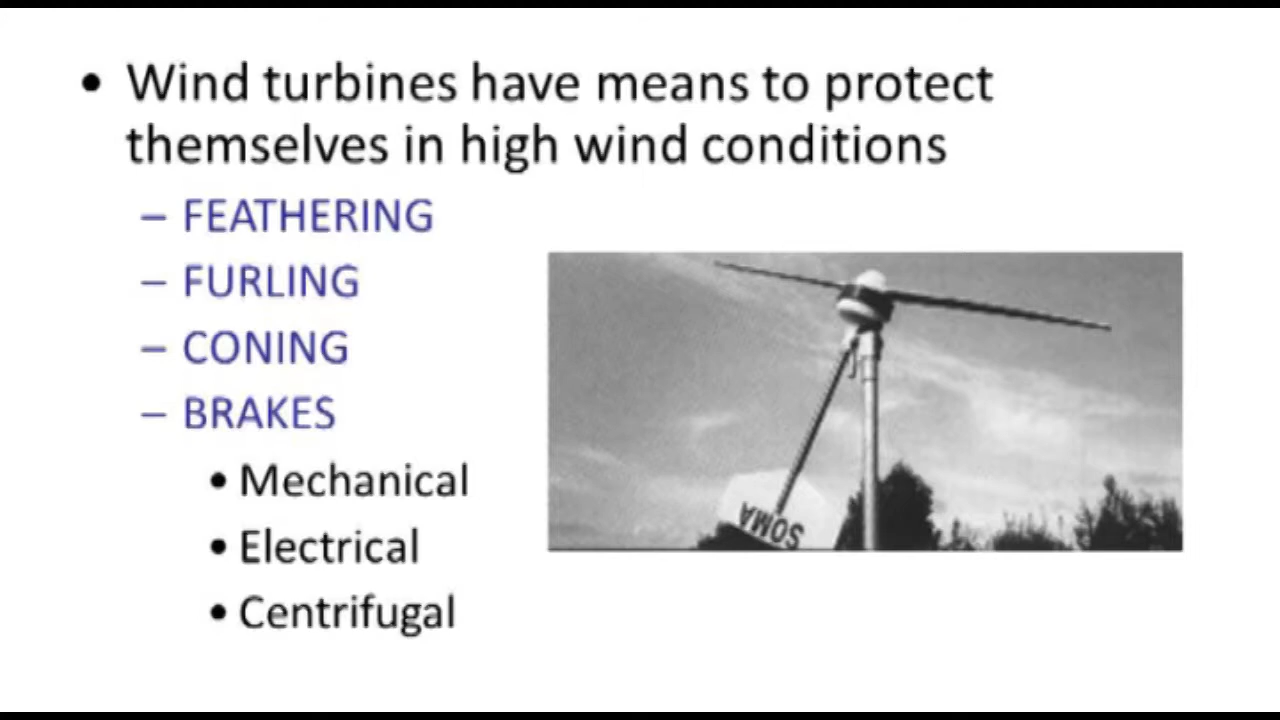 • Wind turbines have means to protect
themselves in high wind conditions
– FEATHERING
– FURLING
– CONING
– BRAKES
• Mechanical
• Electrical
• Centrifugal
SOMA